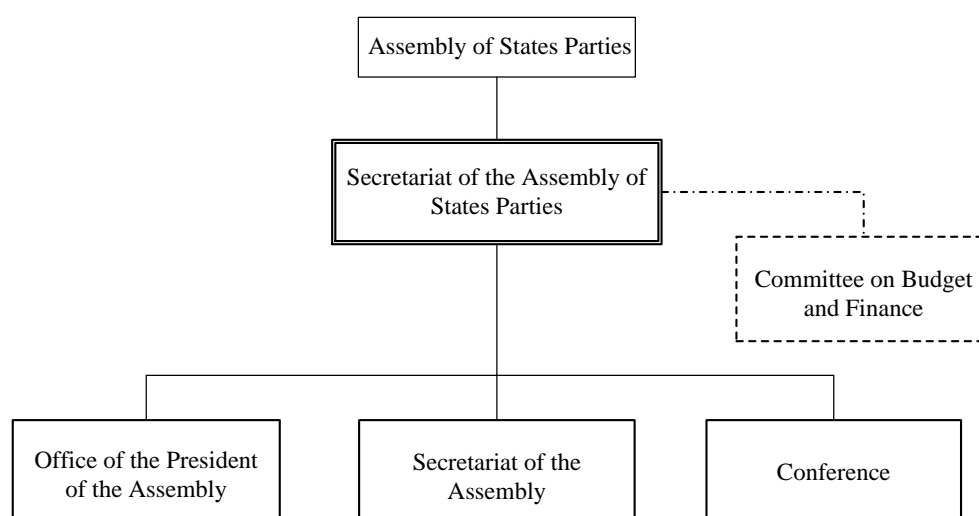 Assembly of States Parties
Secretariat of the Assembly of
States Parties
Committee on Budget
and Finance
Office of the President
of the Assembly
Secretariat of the
Assembly
Conference